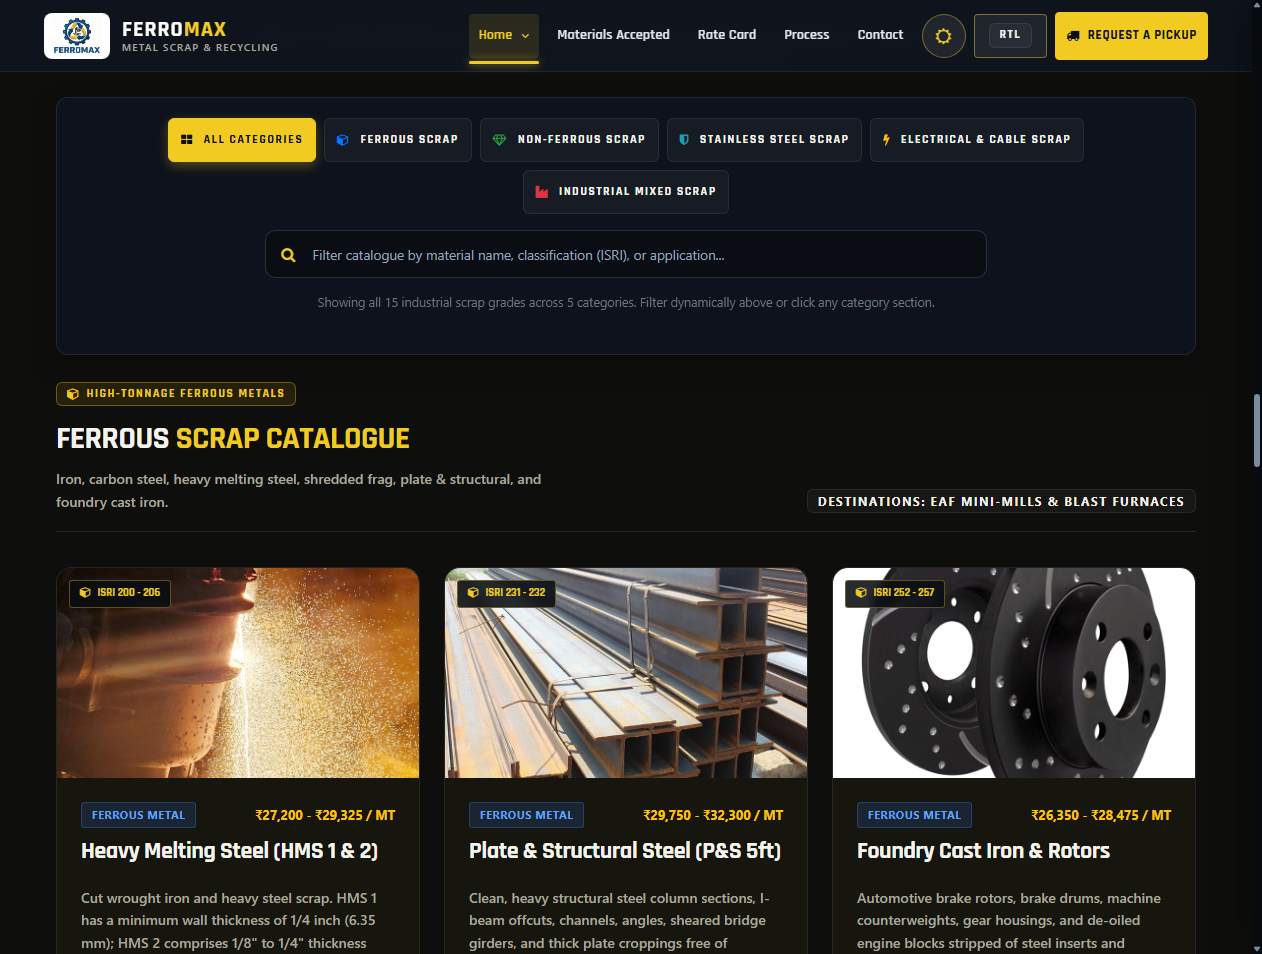 FERROMAX
FERROMAX
METAL SCRAP & RECYCLING
Home
Materials Accepted
Rate Card
Process
Contact
RTL
REQUEST A PICKUP
ALL CATEGORIES
FERROUS SCRAP
NON-FERROUS SCRAP
STAINLESS STEEL SCRAP
ELECTRICAL & CABLE SCRAP
INDUSTRIAL MIXED SCRAP
Filter catalogue by material name, classification (ISRI), or application...
Showing all 15 industrial scrap grades across 5 categories. Filter dynamically above or click any category section.
HIGH-TONNAGE FERROUS METALS
FERROUS SCRAP CATALOGUE
Iron, carbon steel, heavy melting steel, shredded frag, plate & structural, and
foundry cast iron.
DESTINATIONS: EAF MINI-MILLS & BLAST FURNACES
ISRI 200 - 206
FERROUS METAL
₹27,200 - ₹29,325 / MT
Heavy Melting Steel (HMS 1 & 2)
Cut wrought iron and heavy steel scrap. HMS 1
has a minimum wall thickness of 1/4 inch (6.35
mm); HMS 2 comprises 1/8" to 1/4" thickness
ISRI 231 - 232
FERROUS METAL
₹29,750 - ₹32,300 / MT
Plate & Structural Steel (P&S 5ft)
Clean, heavy structural steel column sections, I-
beam offcuts, channels, angles, sheared bridge
girders, and thick plate croppings free of
ISRI 252 - 257
FERROUS METAL
₹26,350 - ₹28,475 / MT
Foundry Cast Iron & Rotors
Automotive brake rotors, brake drums, machine
counterweights, gear housings, and de-oiled
engine blocks stripped of steel inserts and